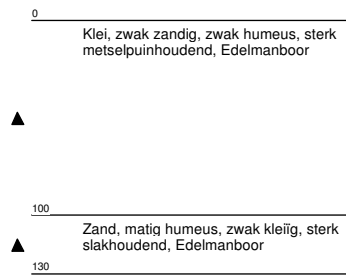 0
Klei, zwak zandig, zwak humeus, sterk
metselpuinhoudend, Edelmanboor
100
Zand, matig humeus, zwak kleiïg, sterk
slakhoudend, Edelmanboor
130